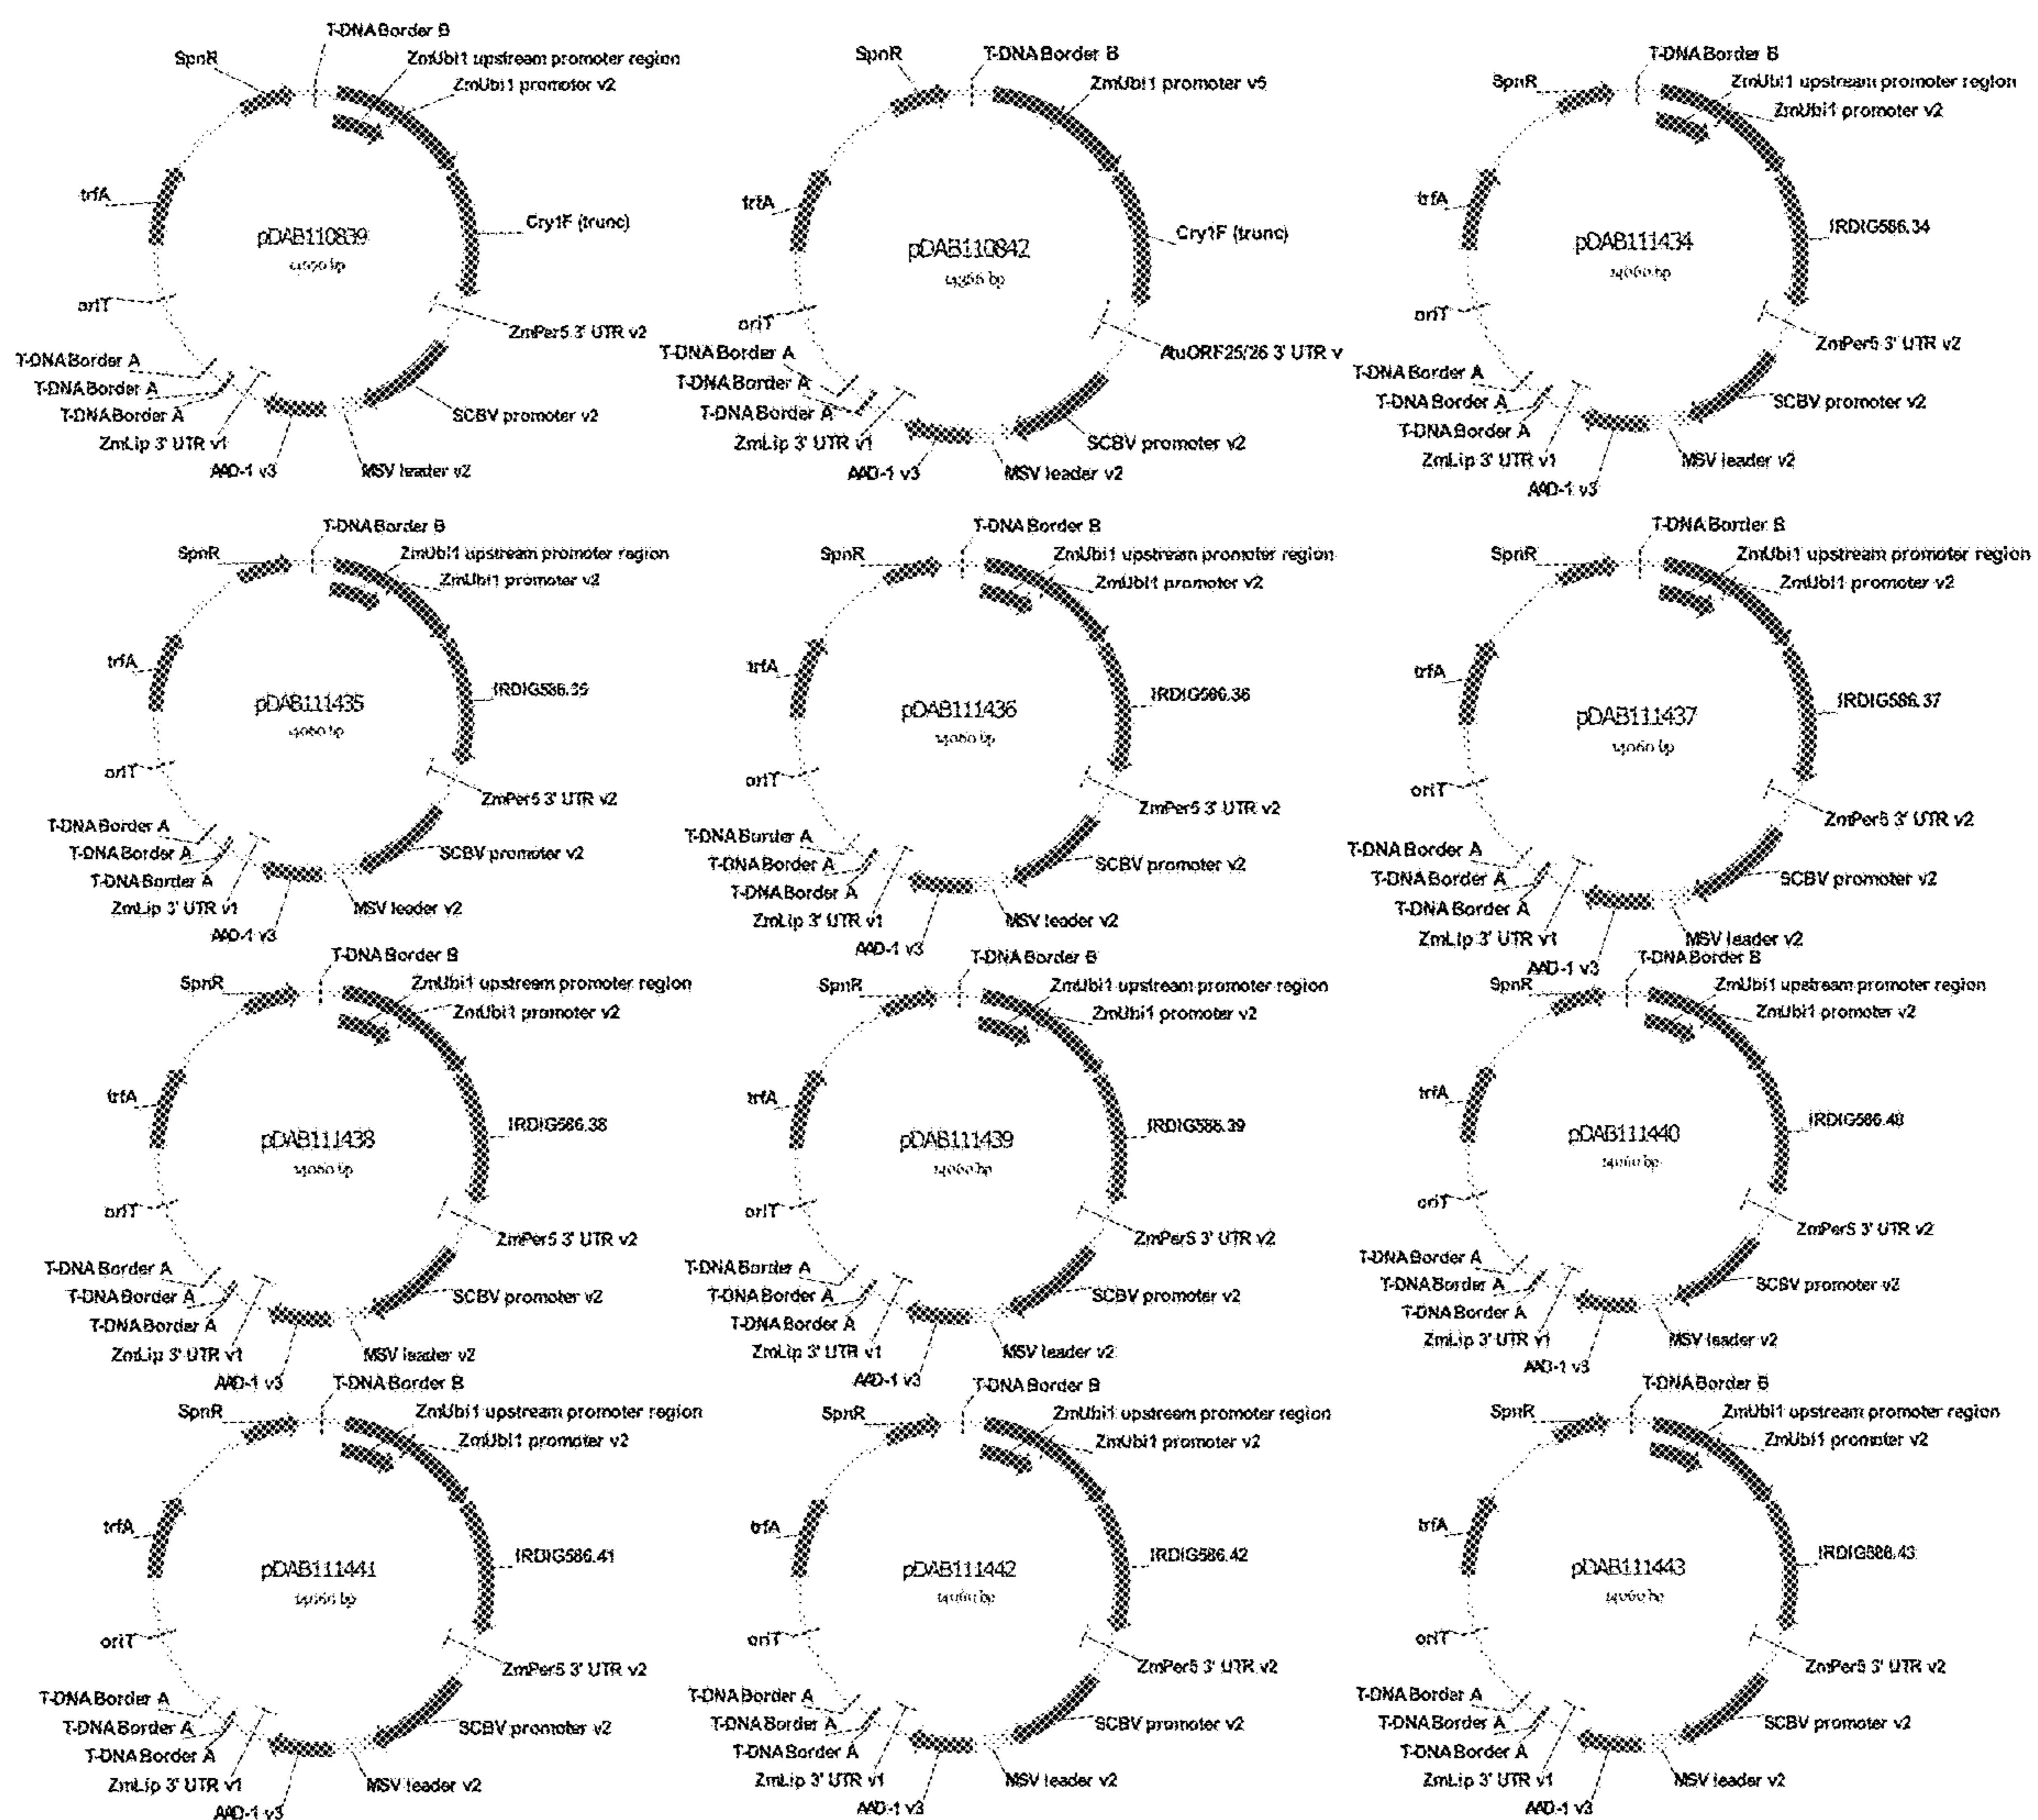 T-DNA Border B
SpnR
ZmUbi1 upstream promoter region
ZmUbi1 promoter v2
trfA
pDAB110839
Cry1F (trunc)
oriT
ZmPer5 3' UTR v2
T-DNA Border A
T-DNA Border A
T-DNA Border A
SCBV promoter v2
ZmLip 3' UTR v1
AAD-1 v3
MSV leader v2
T-DNA Border B
SpnR
ZmUbi1 promoter v5
trfA
pDAB110842
Cry1F (trunc)
oriT
AtuORF25/26 3' UTR v
T-DNA Border A
T-DNA Border A
T-DNA Border A
ZmLip 3' UTR v1
SCBV promoter v2
AAD-1 v3
MSV leader v2
T-DNA Border B
SpnR
ZmUbi1 upstream promoter region
ZmUbi1 promoter v2
trfA
pDAB111434
14060 bp
IRDIG586.34
oriT
ZmPer5 3' UTR v2
T-DNA Border A
T-DNA Border A
T-DNA Border A
SCBV promoter v2
ZmLip 3' UTR v1
MSV leader v2
AAD-1 v3
T-DNA Border B
SpnR
ZmUbi1 upstream promoter region
ZmUbi1 promoter v2
trfA
pDAB111435
14060 bp
IRDIG586.35
oriT
ZmPer5 3' UTR v2
T-DNA Border A
T-DNA Border A
T-DNA Border A
SCBV promoter v2
ZmLip 3' UTR v1
MSV leader v2
AAD-1 v3
T-DNA Border B
SpnR
ZmUbi1 upstream promoter region
ZmUbi1 promoter v2
trfA
pDAB111436
14060 bp
IRDIG586.36
oriT
ZmPer5 3' UTR v2
T-DNA Border A
T-DNA Border A
T-DNA Border A
SCBV promoter v2
ZmLip 3' UTR v1
MSV leader v2
AAD-1 v3
T-DNA Border B
SpnR
ZmUbi1 upstream promoter region
ZmUbi1 promoter v2
trfA
pDAB111437
14060 bp
IRDIG586.37
oriT
ZmPer5 3' UTR v2
T-DNA Border A
T-DNA Border A
T-DNA Border A
SCBV promoter v2
ZmLip 3' UTR v1
MSV leader v2
AAD-1 v3
T-DNA Border B
SpnR
ZmUbi1 upstream promoter region
ZmUbi1 promoter v2
trfA
pDAB111438
14060 bp
IRDIG586.38
oriT
ZmPer5 3' UTR v2
T-DNA Border A
T-DNA Border A
T-DNA Border A
SCBV promoter v2
ZmLip 3' UTR v1
MSV leader v2
AAD-1 v3
T-DNA Border B
SpnR
ZmUbi1 upstream promoter region
ZmUbi1 promoter v2
trfA
pDAB111439
14060 bp
IRDIG586.39
oriT
ZmPer5 3' UTR v2
T-DNA Border A
T-DNA Border A
T-DNA Border A
SCBV promoter v2
ZmLip 3' UTR v1
MSV leader v2
AAD-1 v3
T-DNA Border B
SpnR
ZmUbi1 upstream promoter region
ZmUbi1 promoter v2
trfA
pDAB111440
14060 bp
oriT
ZmPer5 3' UTR v2
T-DNA Border A
T-DNA Border A
T-DNA Border A
SCBV promoter v2
ZmLip 3' UTR v1
MSV leader v2
AAD-1 v3
T-DNA Border B
SpnR
ZmUbi1 upstream promoter region
ZmUbi1 promoter v2
trfA
pDAB111441
14060 bp
IRDIG586.41
oriT
ZmPer5 3' UTR v2
T-DNA Border A
T-DNA Border A
T-DNA Border A
SCBV promoter v2
ZmLip 3' UTR v1
MSV leader v2
AAD-1 v3
T-DNA Border B
SpnR
ZmUbi1 upstream promoter region
ZmUbi1 promoter v2
trfA
pDAB111442
14060 bp
IRDIG586.42
oriT
ZmPer5 3' UTR v2
T-DNA Border A
T-DNA Border A
T-DNA Border A
SCBV promoter v2
ZmLip 3' UTR v1
MSV leader v2
AAD-1 v3
T-DNA Border B
SpnR
ZmUbi1 upstream promoter region
ZmUbi1 promoter v2
trfA
pDAB111443
14060 bp
IRDIG586.43
oriT
ZmPer5 3' UTR v2
T-DNA Border A
T-DNA Border A
T-DNA Border A
SCBV promoter v2
ZmLip 3' UTR v1
MSV leader v2
AAD-1 v3